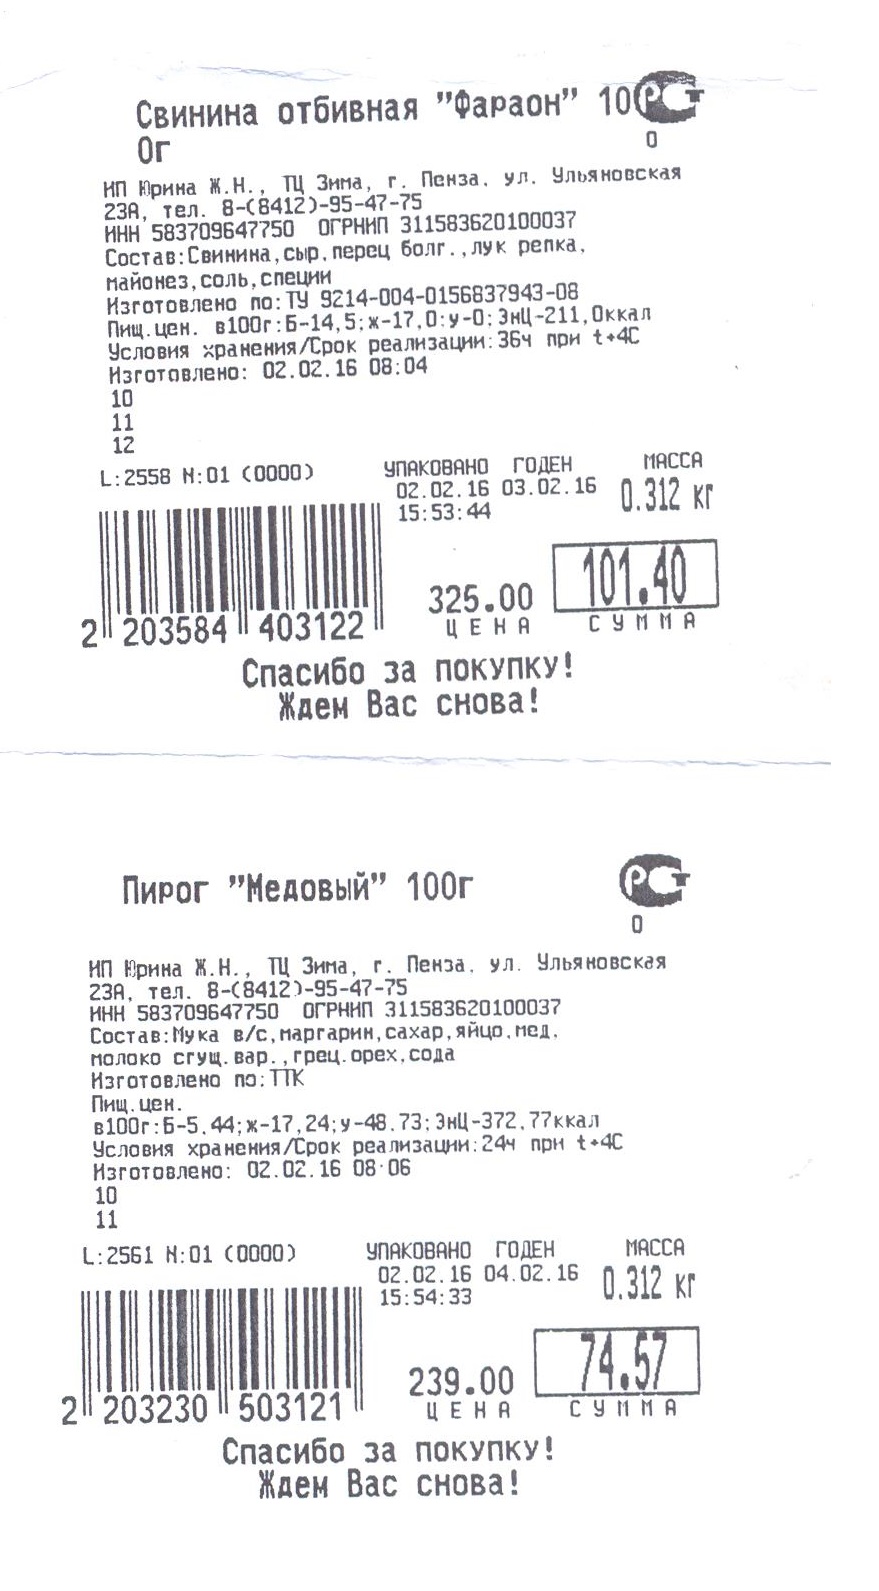 Свинина отбивная "Фараон" 100
0г
РСТ
0
ИП Юрина Ж.Н., ТЦ Зима, г. Пенза, ул. Ульяновская
23А, тел. 8-(8412)-95-47-75
ИНН 583709647750 ОГРНИП 311583620100037
Состав:Свинина,сыр,перец болг.,лук репка,
майонез,соль,специи
Изготовлено по:ТУ 9214-004-0156837943-08
Пищ.цен. в100г:Б-14,5;ж-17,0;у-0; ЭнЦ-211,0ккал
Условия хранения/Срок реализации:36ч при t+4С
Изготовлено: 02.02.16 08:04
10
11
12
L:2558 N:01 (0000) УПАКОВАНО ГОДЕН МАССА
02.02.16 03.02.16 0.312 кг
15:53:44
325.00 101.40
ЦЕНА СУММА
2 203584 403122
Спасибо за покупку!
Ждем Вас снова!
Пирог "Медовый" 100г
РСТ
0
ИП Юрина Ж.Н., ТЦ Зима, г. Пенза, ул. Ульяновская
23А, тел. 8-(8412)-95-47-75
ИНН 583709647750 ОГРНИП 311583620100037
Состав:Мука в/с,маргарин,сахар,яйцо,мед,
молоко сгущ.вар.,грец.орех,сода
Изготовлено по:ТТК
Пищ.цен.
в100г:Б-5,44;ж-17,24;у-48,73;ЭнЦ-372,77ккал
Условия хранения/Срок реализации:24ч при t+4С
Изготовлено: 02.02.16 08:06
10
11
L:2561 N:01 (0000) УПАКОВАНО ГОДЕН МАССА
02.02.16 04.02.16 0.312 кг
15:54:33
239.00 74.57
ЦЕНА СУММА
2 203230 503121
Спасибо за покупку!
Ждем Вас снова!